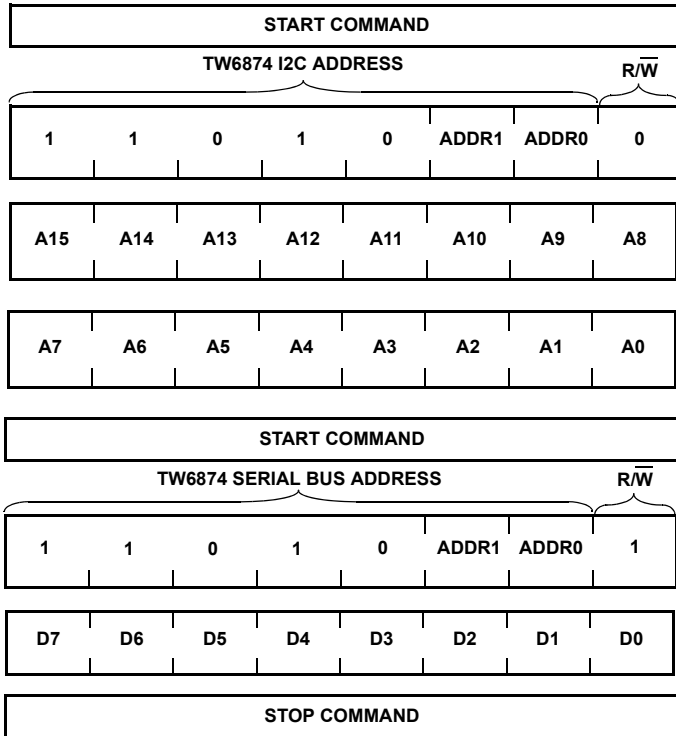 START COMMAND
TW6874 I2C ADDRESS R/W̅
1 1 0 1 0 ADDR1 ADDR0 0
A15 A14 A13 A12 A11 A10 A9 A8
A7 A6 A5 A4 A3 A2 A1 A0
START COMMAND
TW6874 SERIAL BUS ADDRESS R/W̅
1 1 0 1 0 ADDR1 ADDR0 1
D7 D6 D5 D4 D3 D2 D1 D0
STOP COMMAND